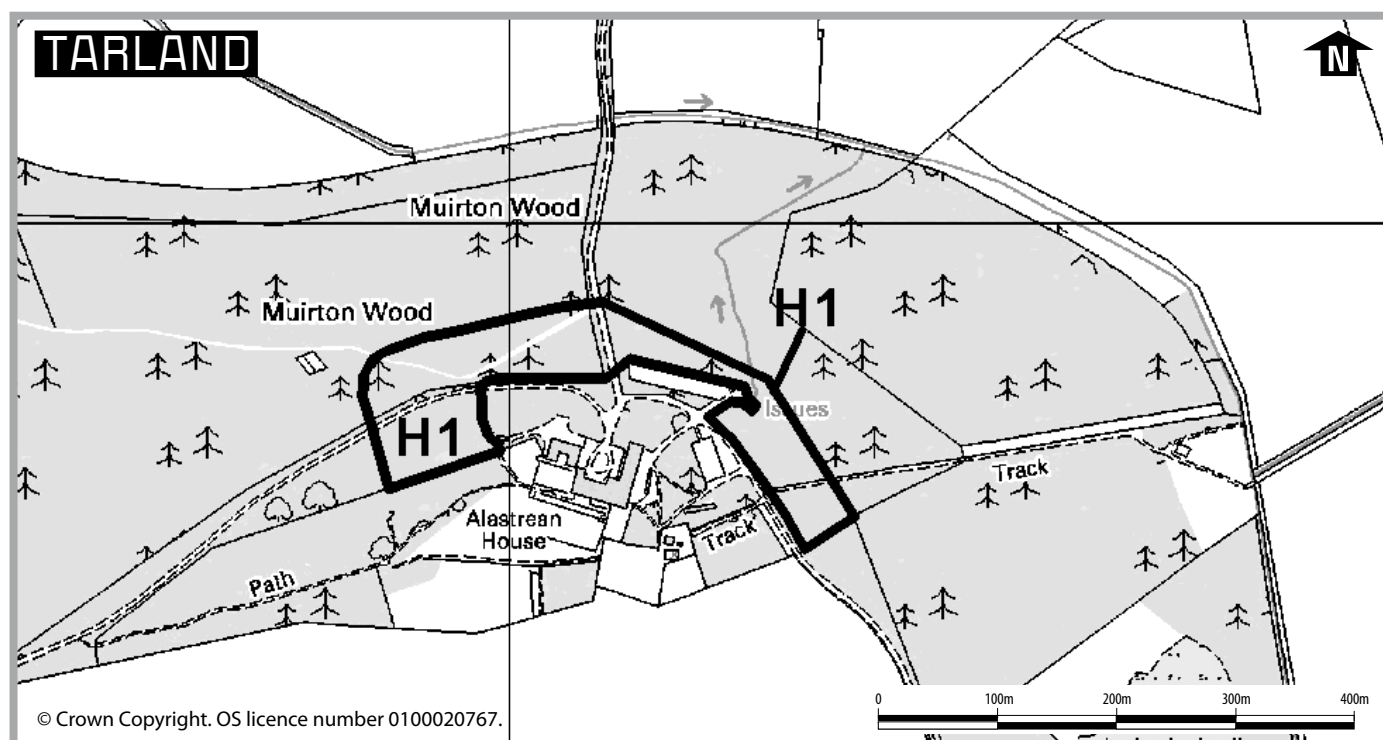 TARLAND
N
Muirton Wood
Muirton Wood
H1
Issues
H1
Track
Alastrean
House
Track
Path
0 100m 200m 300m 400m
© Crown Copyright. OS licence number 0100020767.